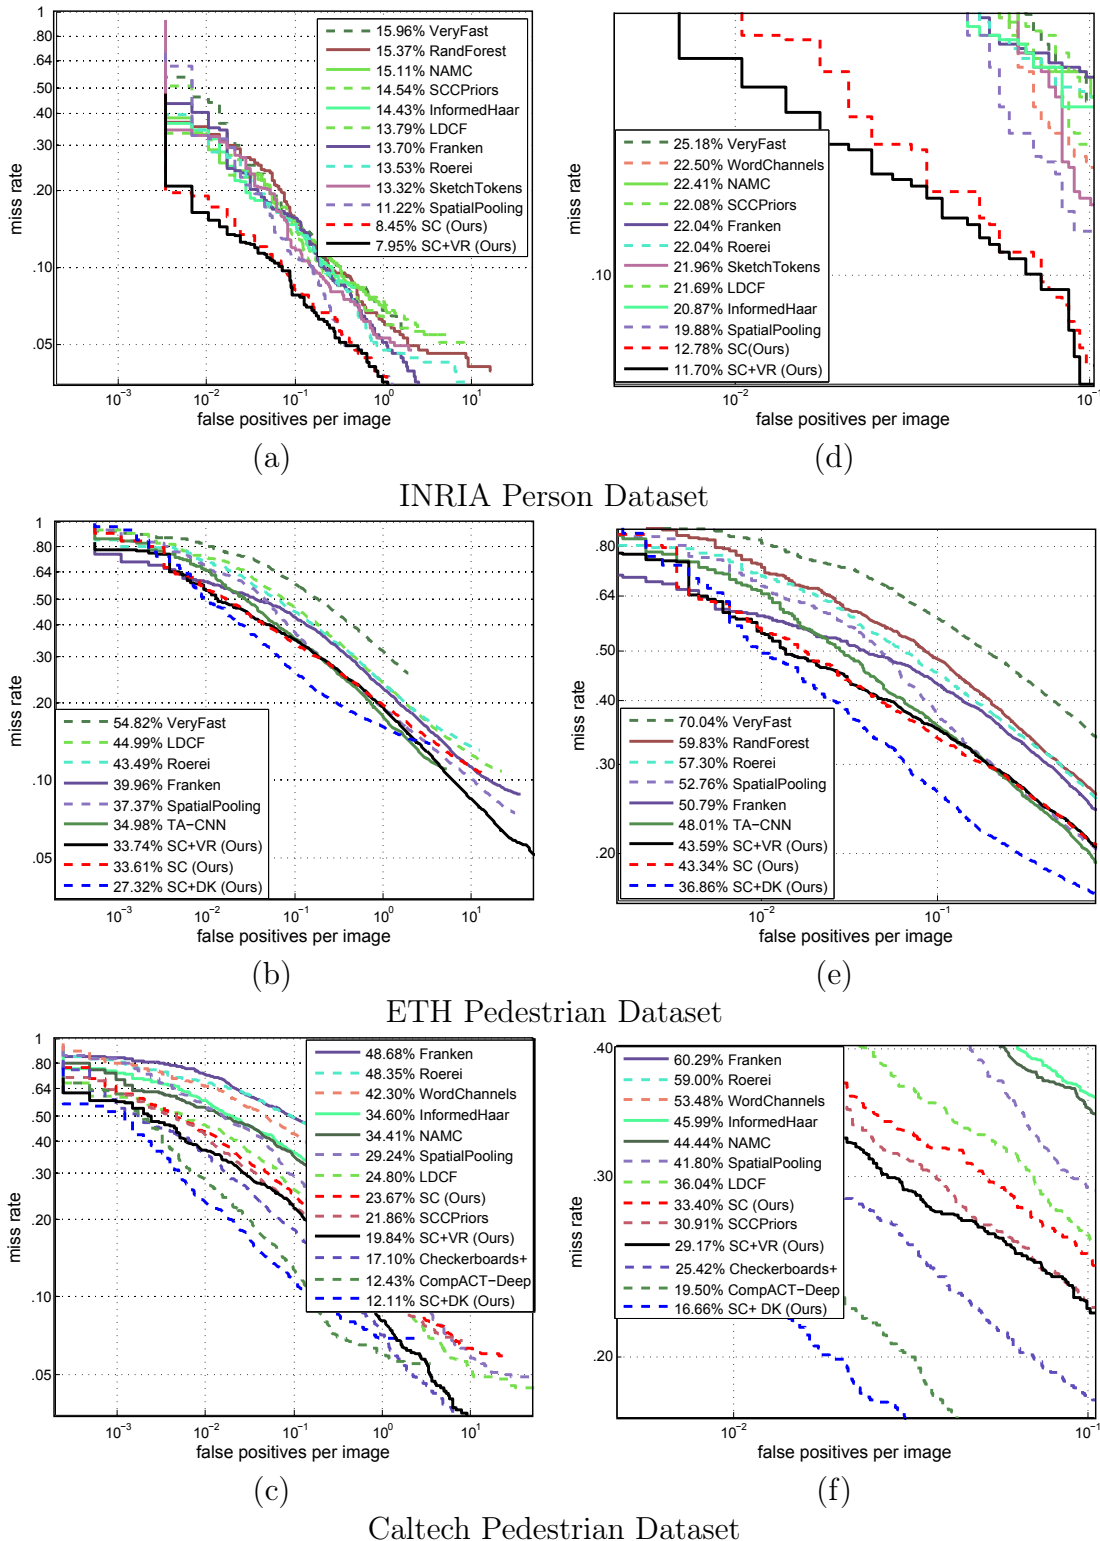 1
.80
.64
.50
.40
.30
.20
.10
.05
miss rate
15.96% VeryFast
15.37% RandForest
15.11% NAMC
14.54% SCCPriors
14.43% InformedHaar
13.79% LDCF
13.70% Franken
13.53% Roerei
13.32% SketchTokens
11.22% SpatialPooling
8.45% SC (Ours)
7.95% SC+VR (Ours)
10−3 10−2 10−1 100 101
false positives per image
(a)
.10
miss rate
25.18% VeryFast
22.50% WordChannels
22.41% NAMC
22.08% SCCPriors
22.04% Franken
22.04% Roerei
21.96% SketchTokens
21.69% LDCF
20.87% InformedHaar
19.88% SpatialPooling
12.78% SC(Ours)
11.70% SC+VR (Ours)
10−2 10−1
false positives per image
(d)
INRIA Person Dataset
1
.80
.64
.50
.40
.30
.20
.10
.05
miss rate
54.82% VeryFast
44.99% LDCF
43.49% Roerei
39.96% Franken
37.37% SpatialPooling
34.98% TA−CNN
33.74% SC+VR (Ours)
33.61% SC (Ours)
27.32% SC+DK (Ours)
10−3 10−2 10−1 100 101
false positives per image
(b)
.80
.64
.50
.40
.30
.20
miss rate
70.04% VeryFast
59.83% RandForest
57.30% Roerei
52.76% SpatialPooling
50.79% Franken
48.01% TA−CNN
43.59% SC+VR (Ours)
43.34% SC (Ours)
36.86% SC+DK (Ours)
10−2 10−1
false positives per image
(e)
ETH Pedestrian Dataset
1
.80
.64
.50
.40
.30
.20
.10
.05
miss rate
48.68% Franken
48.35% Roerei
42.30% WordChannels
34.60% InformedHaar
34.41% NAMC
29.24% SpatialPooling
24.80% LDCF
23.67% SC (Ours)
21.86% SCCPriors
19.84% SC+VR (Ours)
17.10% Checkerboards+
12.43% CompACT−Deep
12.11% SC+DK (Ours)
10−3 10−2 10−1 100 101
false positives per image
(c)
.40
.30
.20
miss rate
60.29% Franken
59.00% Roerei
53.48% WordChannels
45.99% InformedHaar
44.44% NAMC
41.80% SpatialPooling
36.04% LDCF
33.40% SC (Ours)
30.91% SCCPriors
29.17% SC+VR (Ours)
25.42% Checkerboards+
19.50% CompACT−Deep
16.66% SC+ DK (Ours)
10−2 10−1
false positives per image
(f)
Caltech Pedestrian Dataset